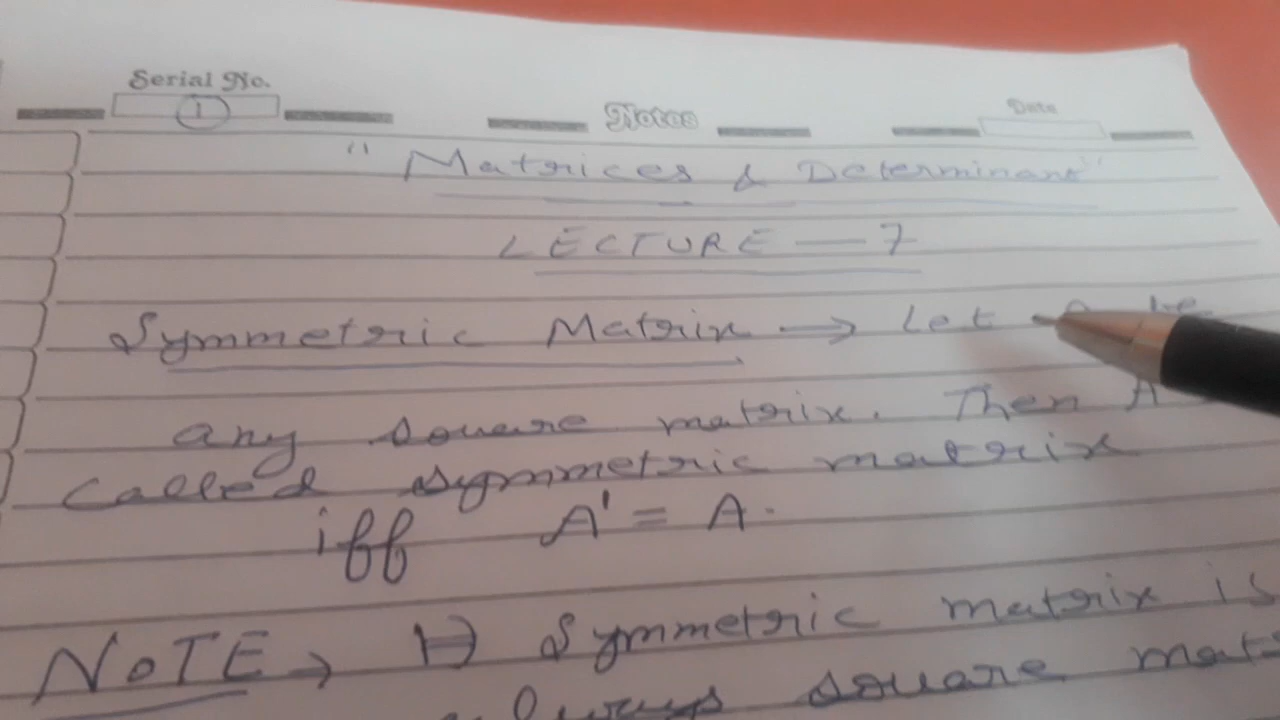 Serial No.
1
Notes
Date
"Matrices & Determinant"
LECTURE — 7
Symmetric Matrix → Let A be
any square matrix. Then A
called symmetric matrix
iff A' = A.
NOTE → 1) Symmetric matrix is
always square mat